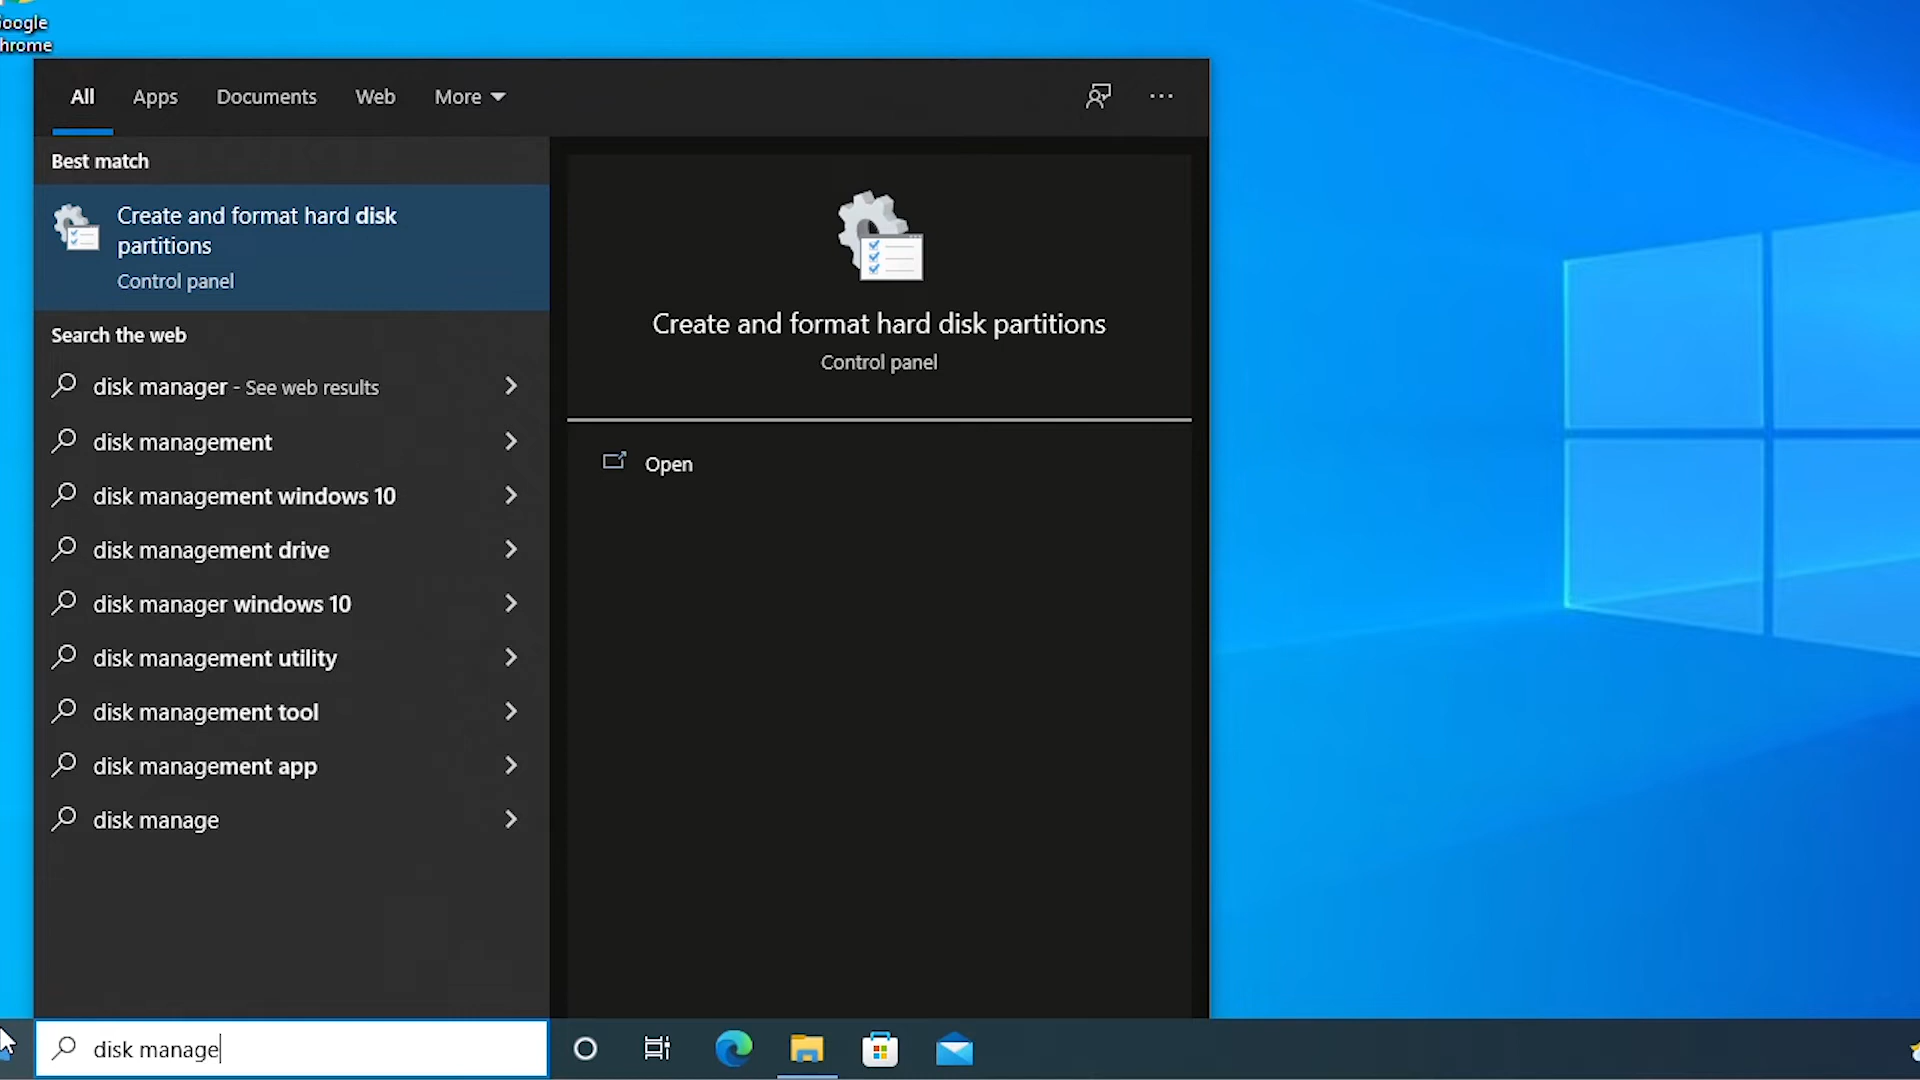 oogle
hrome
All Apps Documents Web More
Best match
Create and format hard disk
partitions
Control panel
Search the web
disk manager - See web results
disk management
disk management windows 10
disk management drive
disk manager windows 10
disk management utility
disk management tool
disk management app
disk manage
Create and format hard disk partitions
Control panel
Open
disk manage